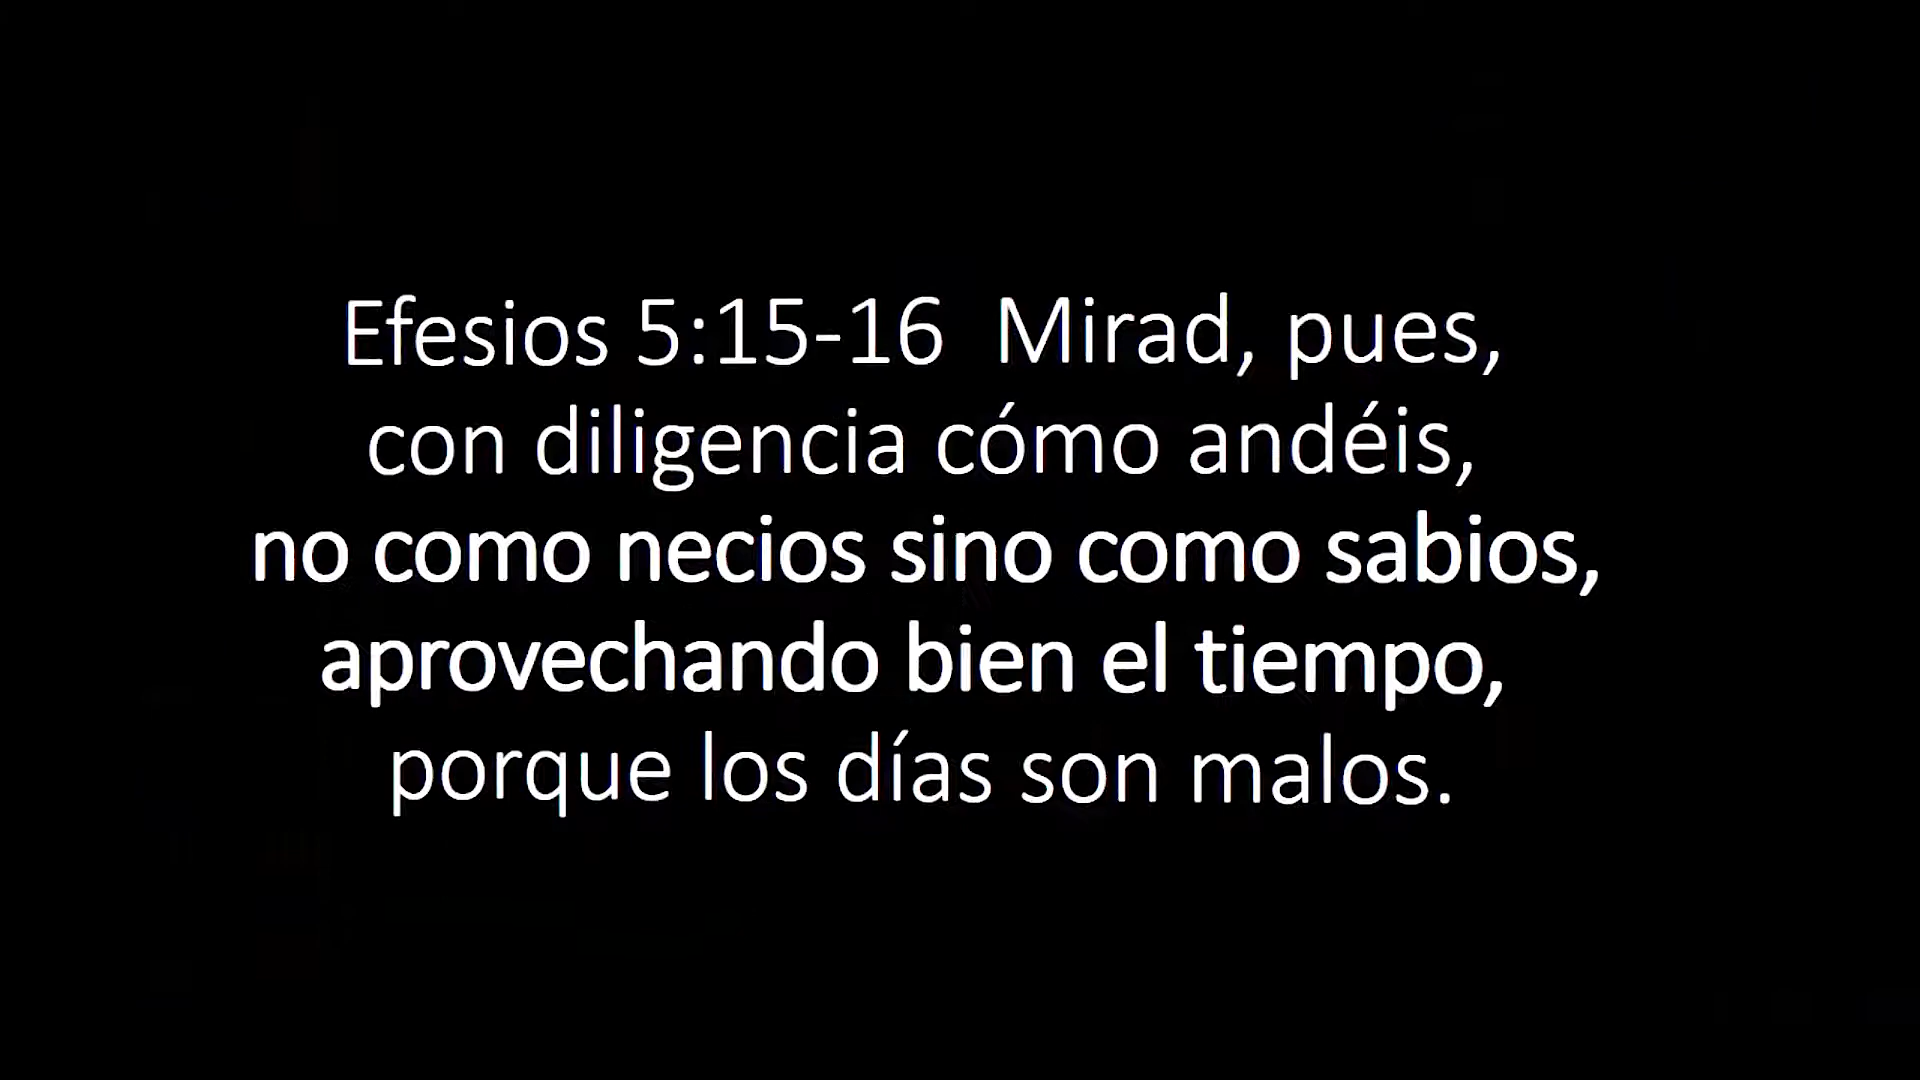 Efesios 5:15-16  Mirad, pues,
con diligencia cómo andéis,
no como necios sino como sabios,
aprovechando bien el tiempo,
porque los días son malos.